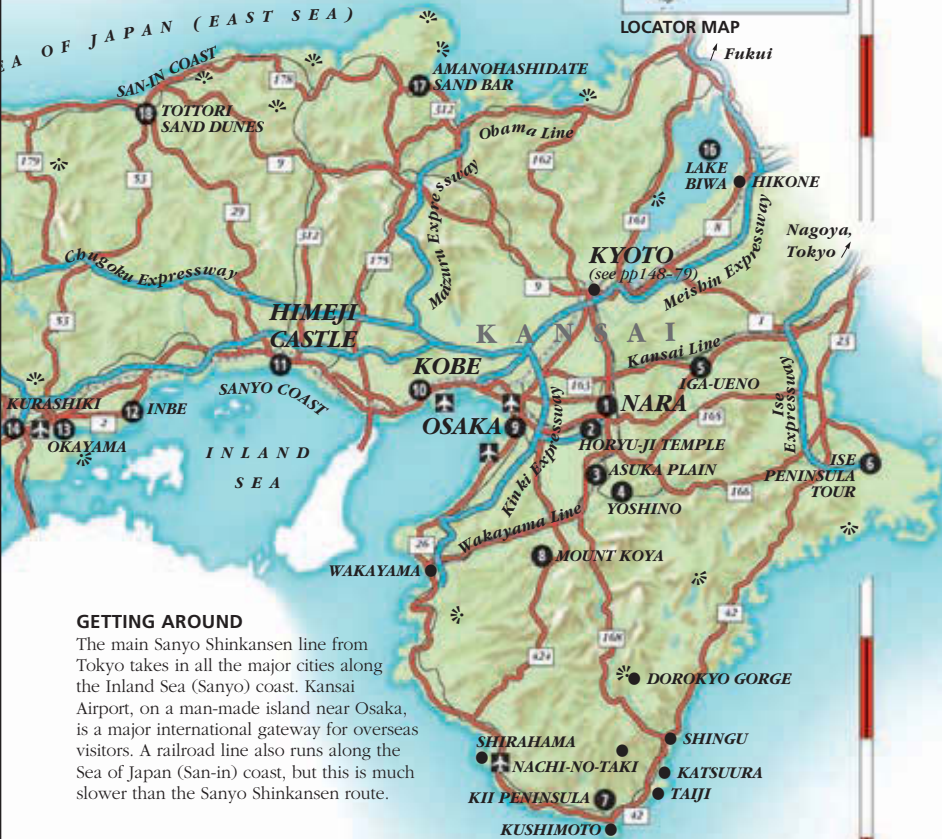 LOCATOR MAP
Fukui
EA OF JAPAN (EAST SEA)
SAN-IN COAST
178
17
AMANOHASHIDATE
SAND BAR
18
TOTTORI
SAND DUNES
312
Obama Line
179
53
9
162
16
LAKE
BIWA
HIKONE
29
312
175
Maizuru Expressway
161
8
Nagoya,
Tokyo
Chugoku Expressway
KYOTO
(see pp148-79)
9
Meishin Expressway
53
HIMEJI
CASTLE
11
KANSAI
1
23
Kansai Line
5
IGA-UENO
KOBE
10
SANYO COAST
163
1
NARA
165
Ise
Expressway
KURASHIKI
14
13
OKAYAMA
2
12
INBE
OSAKA
9
2
HORYU-JI TEMPLE
INLAND
SEA
Kinki Expressway
3
ASUKA PLAIN
4
YOSHINO
166
ISE
PENINSULA
TOUR
6
26
Wakayama Line
WAKAYAMA
8
MOUNT KOYA
42
168
424
DOROKYO GORGE
GETTING AROUND
The main Sanyo Shinkansen line from
Tokyo takes in all the major cities along
the Inland Sea (Sanyo) coast. Kansai
Airport, on a man-made island near Osaka,
is a major international gateway for overseas
visitors. A railroad line also runs along the
Sea of Japan (San-in) coast, but this is much
slower than the Sanyo Shinkansen route.
SHIRAHAMA
NACHI-NO-TAKI
SHINGU
KATSUURA
TAIJI
KII PENINSULA
7
42
KUSHIMOTO